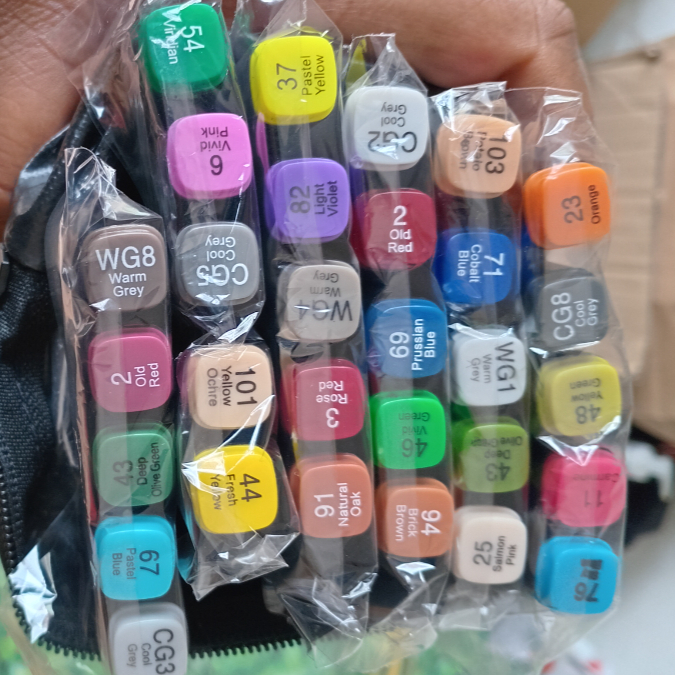 WG8
Warm
Grey
2
Old
Red
43
Deep
Olive Green
67
Pastel
Blue
CG3
Cool
Grey
54
Viridian
6
Vivid
Pink
CG5
Cool
Grey
101
Yellow
Ochre
44
Fresh
Yellow
37
Pastel
Yellow
82
Light
Violet
WG4
Warm
Grey
3
Rose
Red
91
Natural
Oak
CG2
Cool
Grey
2
Old
Red
69
Prussian
Blue
46
Vivid
Green
94
Brick
Brown
103
71
Cobalt
Blue
WG1
Warm
Grey
43
Deep
Olive Green
25
Salmon
Pink
23
Orange
CG8
Cool
Grey
48
Yellow
Green
11
76